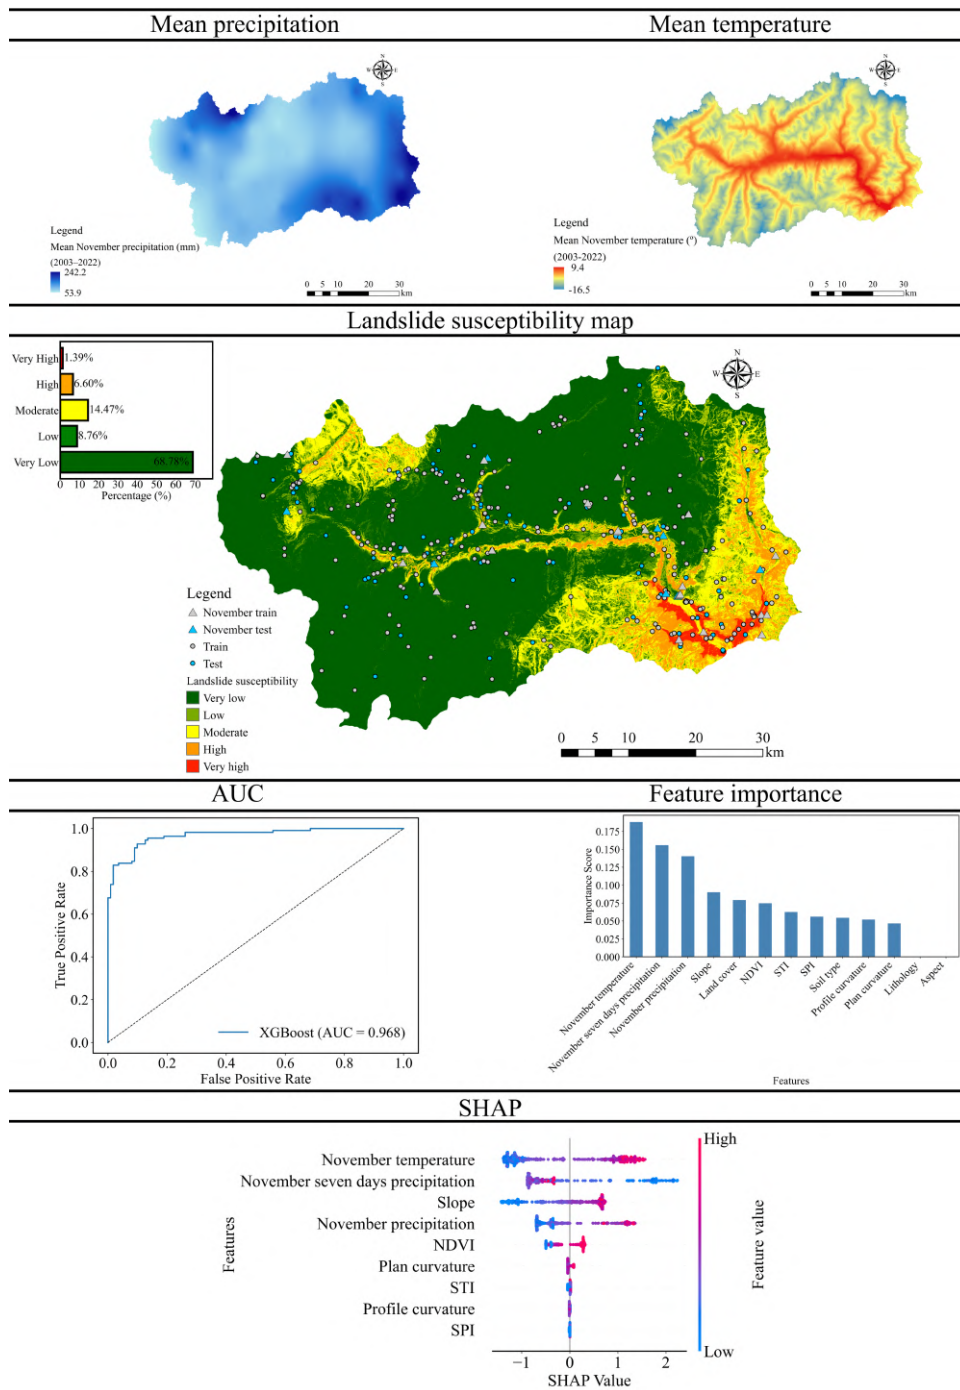 Mean precipitation
Mean temperature
N
W E
S
N
W E
S
Legend
Mean November precipitation (mm)
(2003–2022)
242.2
53.9
0 5 10 20 30
km
Legend
Mean November temperature (º)
(2003-2022)
9.4
-16.5
0 5 10 20 30
km
Landslide susceptibility map
Very High 1.39%
High 6.60%
Moderate 14.47%
Low 8.76%
Very Low 68.78%
0 10 20 30 40 50 60 70
Percentage (%)
N
W E
S
Legend
November train
November test
Train
Test
Landslide susceptibility
Very low
Low
Moderate
High
Very high
0 5 10 20 30
km
AUC
Feature importance
True Positive Rate
1.0
0.8
0.6
0.4
0.2
0.0
XGBoost (AUC = 0.968)
0.0 0.2 0.4 0.6 0.8 1.0
False Positive Rate
Importance Score
0.175
0.150
0.125
0.100
0.075
0.050
0.025
0.000
November temperature
November seven days precipitation
November precipitation
Slope
Land cover
NDVI
STI
SPI
Soil type
Profile curvature
Plan curvature
Lithology
Aspect
Features
SHAP
Features
November temperature
November seven days precipitation
Slope
November precipitation
NDVI
Plan curvature
STI
Profile curvature
SPI
−1 0 1 2
SHAP Value
High
Feature value
Low